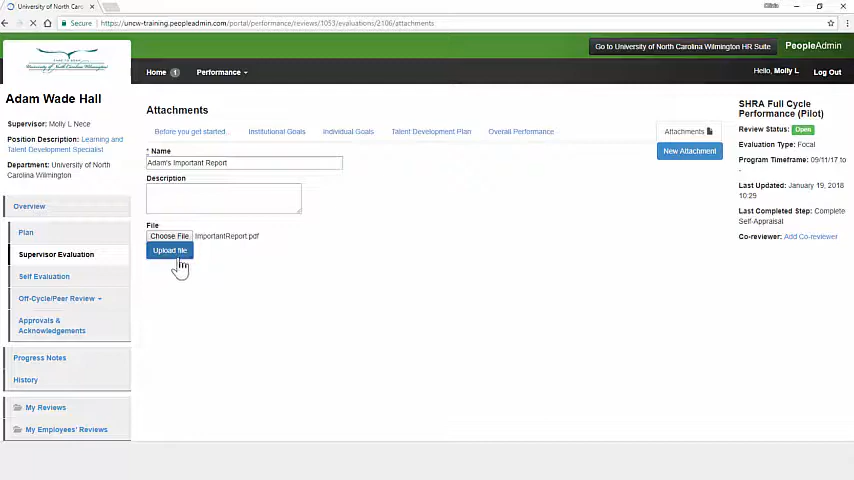 University of North Carc
Secure
https://uncw-training.peopleadmin.com/portal/performance/reviews/1053/evaluations/2106/attachments
Go to University of North Carolina Wilmington HR Suite
PeopleAdmin
University of North Carolina Wilmington
Home 1
Performance
Hello, Molly L
Log Out
Adam Wade Hall
Supervisor: Molly L Nece
Position Description: Learning and
Talent Development Specialist
Department: University of North
Carolina Wilmington
Overview
Plan
Supervisor Evaluation
Self Evaluation
Off-Cycle/Peer Review
Approvals &
Acknowledgements
Progress Notes
History
My Reviews
My Employees' Reviews
Attachments
Before you get started...
Institutional Goals
Individual Goals
Talent Development Plan
Overall Performance
Attachments
New Attachment
* Name
Adam's Important Report
Description
File
Choose File ImportantReport.pdf
Upload file
SHRA Full Cycle
Performance (Pilot)
Review Status: Open
Evaluation Type: Focal
Program Timeframe: 09/11/17 to
---
Last Updated: January 19, 2018
10:29
Last Completed Step: Complete
Self-Appraisal
Co-reviewer: Add Co-reviewer